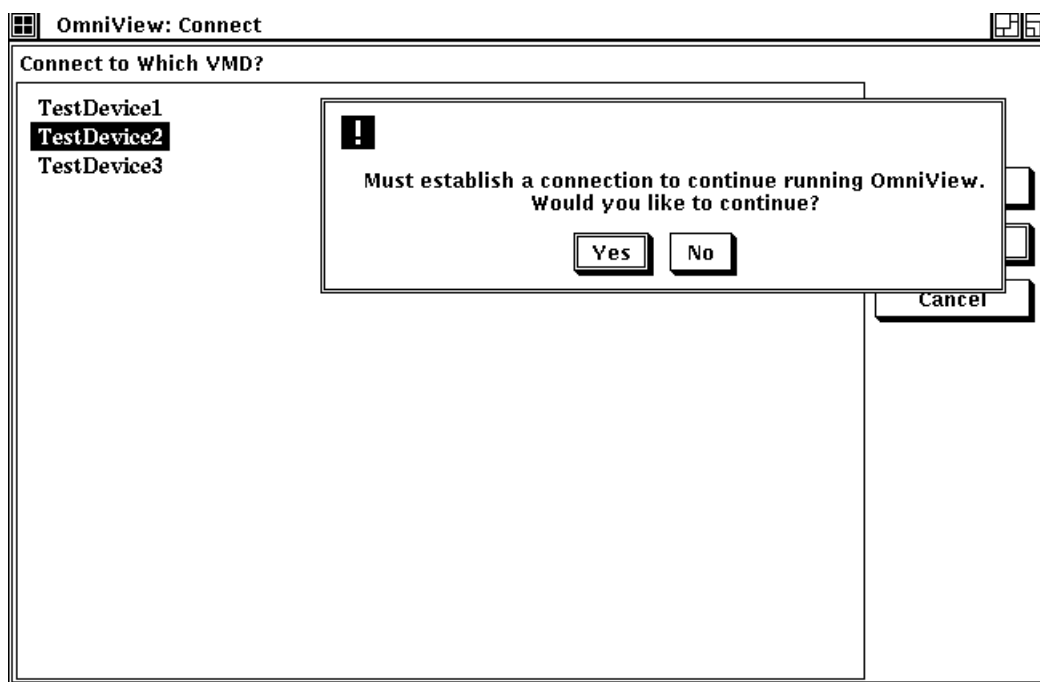 OmniView: Connect
Connect to Which VMD?
TestDevice1
TestDevice2
TestDevice3
!
Must establish a connection to continue running OmniView.
Would you like to continue?
Yes
No
Cancel